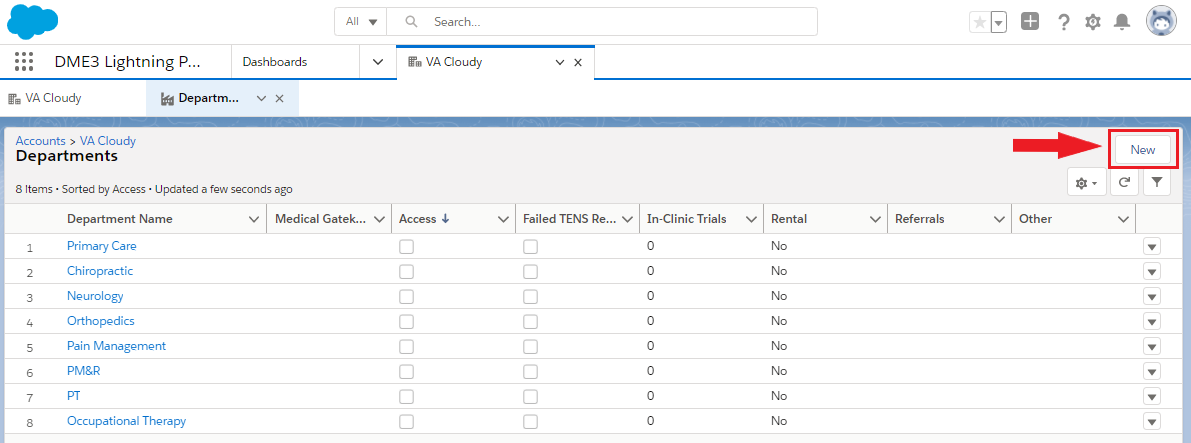 All Search...
DME3 Lightning P... Dashboards VA Cloudy
VA Cloudy Departm...
Accounts > VA Cloudy
Departments
New
8 Items • Sorted by Access • Updated a few seconds ago
Department Name Medical Gatek... Access Failed TENS Re... In-Clinic Trials Rental Referrals Other
1 Primary Care 0 No
2 Chiropractic 0 No
3 Neurology 0 No
4 Orthopedics 0 No
5 Pain Management 0 No
6 PM&R 0 No
7 PT 0 No
8 Occupational Therapy 0 No